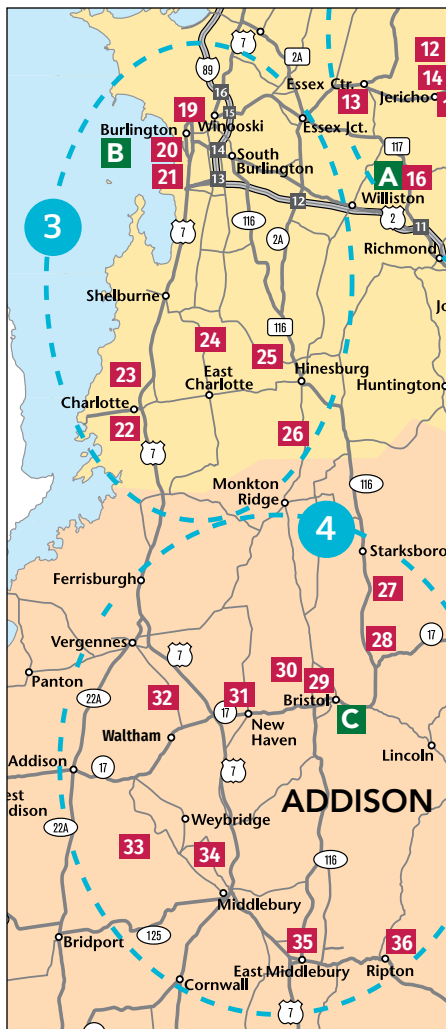 7
2A
12
89
Essex Ctr.
14
16
13
Jericho
19
15
Winooski
Burlington
Essex Jct.
B
20
14
South
Burlington
117
A
16
21
13
12
Williston
2
3
7
116
2A
11
Richmond
Shelburne
116
24
25
23
East
Charlotte
Hinesburg
Huntington
Charlotte
22
7
26
116
Monkton
Ridge
4
Starksboro
Ferrisburgh
27
Vergennes
28
17
7
30
29
Panton
22A
32
31
17
Bristol
C
Waltham
New
Haven
Lincoln
Addison
17
7
ADDISON
22A
Weybridge
33
34
116
Middlebury
125
35
36
Bridport
East Middlebury
Ripton
Cornwall
7